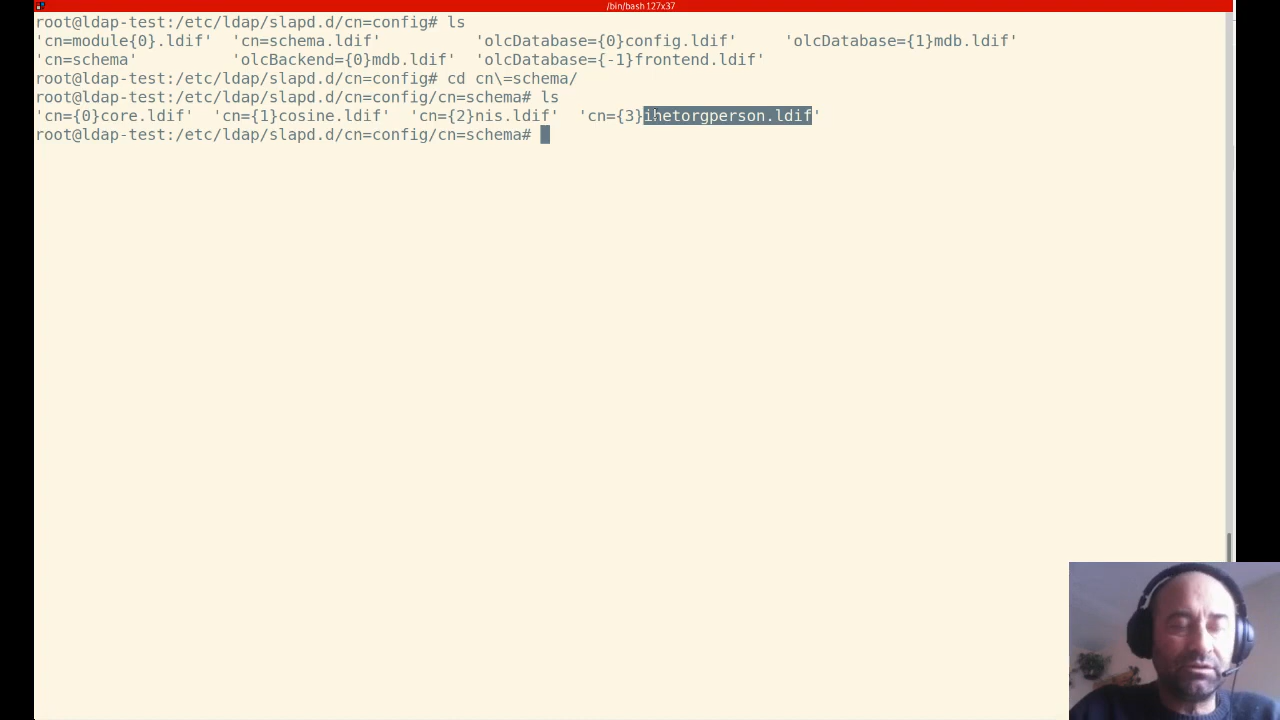 /bin/bash 127x37
root@ldap-test:/etc/ldap/slapd.d/cn=config# ls
'cn=module{0}.ldif' 'cn=schema.ldif' 'olcDatabase={0}config.ldif' 'olcDatabase={1}mdb.ldif'
'cn=schema' 'olcBackend={0}mdb.ldif' 'olcDatabase={-1}frontend.ldif'
root@ldap-test:/etc/ldap/slapd.d/cn=config# cd cn\=schema/
root@ldap-test:/etc/ldap/slapd.d/cn=config/cn=schema# ls
'cn={0}core.ldif' 'cn={1}cosine.ldif' 'cn={2}nis.ldif' 'cn={3}inetorgperson.ldif'
root@ldap-test:/etc/ldap/slapd.d/cn=config/cn=schema#